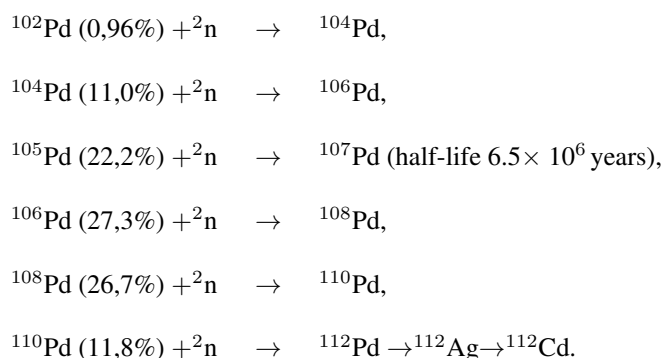 ¹⁰²Pd (0,96%) +²n → ¹⁰⁴Pd,
¹⁰⁴Pd (11,0%) +²n → ¹⁰⁶Pd,
¹⁰⁵Pd (22,2%) +²n → ¹⁰⁷Pd (half-life 6.5× 10⁶ years),
¹⁰⁶Pd (27,3%) +²n → ¹⁰⁸Pd,
¹⁰⁸Pd (26,7%) +²n → ¹¹⁰Pd,
¹¹⁰Pd (11,8%) +²n → ¹¹²Pd →¹¹²Ag→¹¹²Cd.